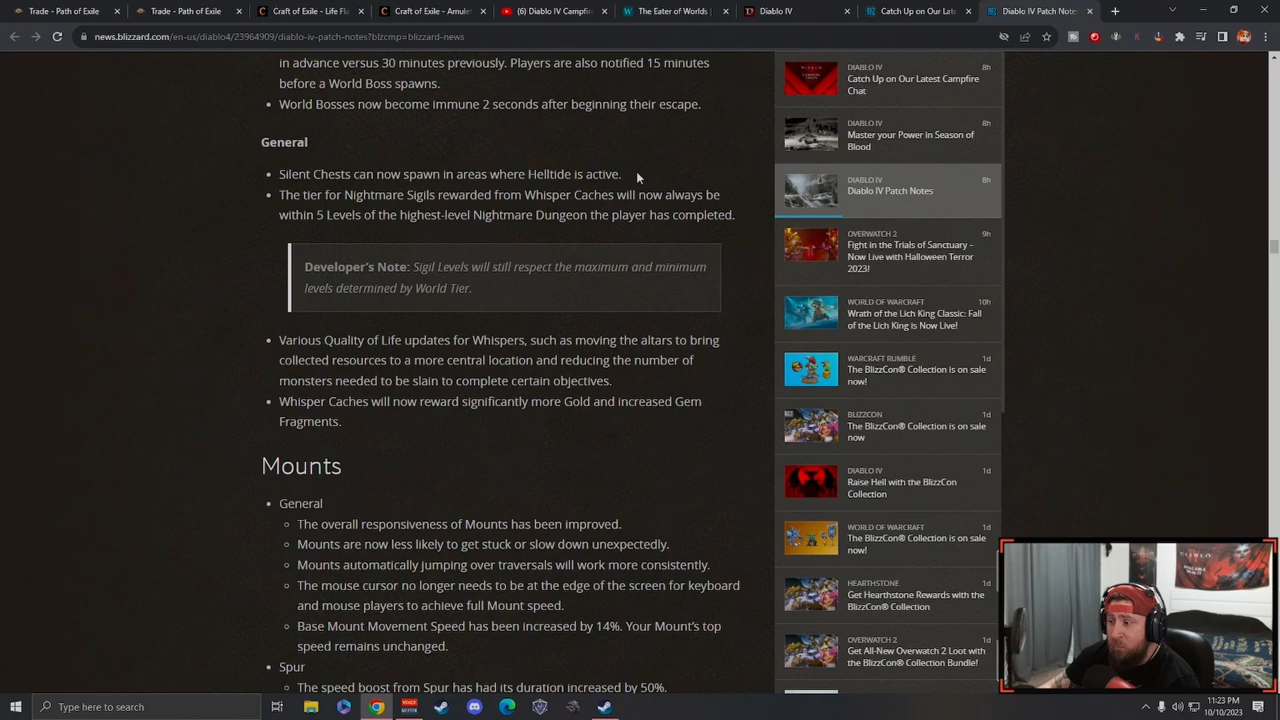 Trade - Path of Exile
Trade - Path of Exile
Craft of Exile - Life Fla
Craft of Exile - Amule
(6) Diablo IV Campfire
The Eater of Worlds
Diablo IV
Catch Up on Our Late
Diablo IV Patch Notes
news.blizzard.com/en-us/diablo4/23964909/diablo-iv-patch-notes?blzcmp=blizzard-news
in advance versus 30 minutes previously. Players are also notified 15 minutes
before a World Boss spawns.
World Bosses now become immune 2 seconds after beginning their escape.
General
Silent Chests can now spawn in areas where Helltide is active.
The tier for Nightmare Sigils rewarded from Whisper Caches will now always be
within 5 Levels of the highest-level Nightmare Dungeon the player has completed.
Developer's Note: Sigil Levels will still respect the maximum and minimum
levels determined by World Tier.
Various Quality of Life updates for Whispers, such as moving the altars to bring
collected resources to a more central location and reducing the number of
monsters needed to be slain to complete certain objectives.
Whisper Caches will now reward significantly more Gold and increased Gem
Fragments.
Mounts
General
The overall responsiveness of Mounts has been improved.
Mounts are now less likely to get stuck or slow down unexpectedly.
Mounts automatically jumping over traversals will work more consistently.
The mouse cursor no longer needs to be at the edge of the screen for keyboard
and mouse players to achieve full Mount speed.
Base Mount Movement Speed has been increased by 14%. Your Mount's top
speed remains unchanged.
Spur
The speed boost from Spur has had its duration increased by 50%.
DIABLO IV 8h
Catch Up on Our Latest Campfire
Chat
DIABLO IV 8h
Master your Power in Season of
Blood
DIABLO IV 8h
Diablo IV Patch Notes
OVERWATCH 2 9h
Fight in the Trials of Sanctuary –
Now Live with Halloween Terror
2023!
WORLD OF WARCRAFT 10h
Wrath of the Lich King Classic: Fall
of the Lich King is Now Live!
WARCRAFT RUMBLE 1d
The BlizzCon® Collection is on sale
now!
BLIZZCON 1d
The BlizzCon® Collection is on sale
now
DIABLO IV 1d
Raise Hell with the BlizzCon
Collection
WORLD OF WARCRAFT 1d
The BlizzCon® Collection is on sale
now!
HEARTHSTONE 1d
Get Hearthstone Rewards with the
BlizzCon® Collection
OVERWATCH 2 1d
Get All-New Overwatch 2 Loot with
the BlizzCon® Collection Bundle!
Type here to search
11:23 PM
10/10/2023